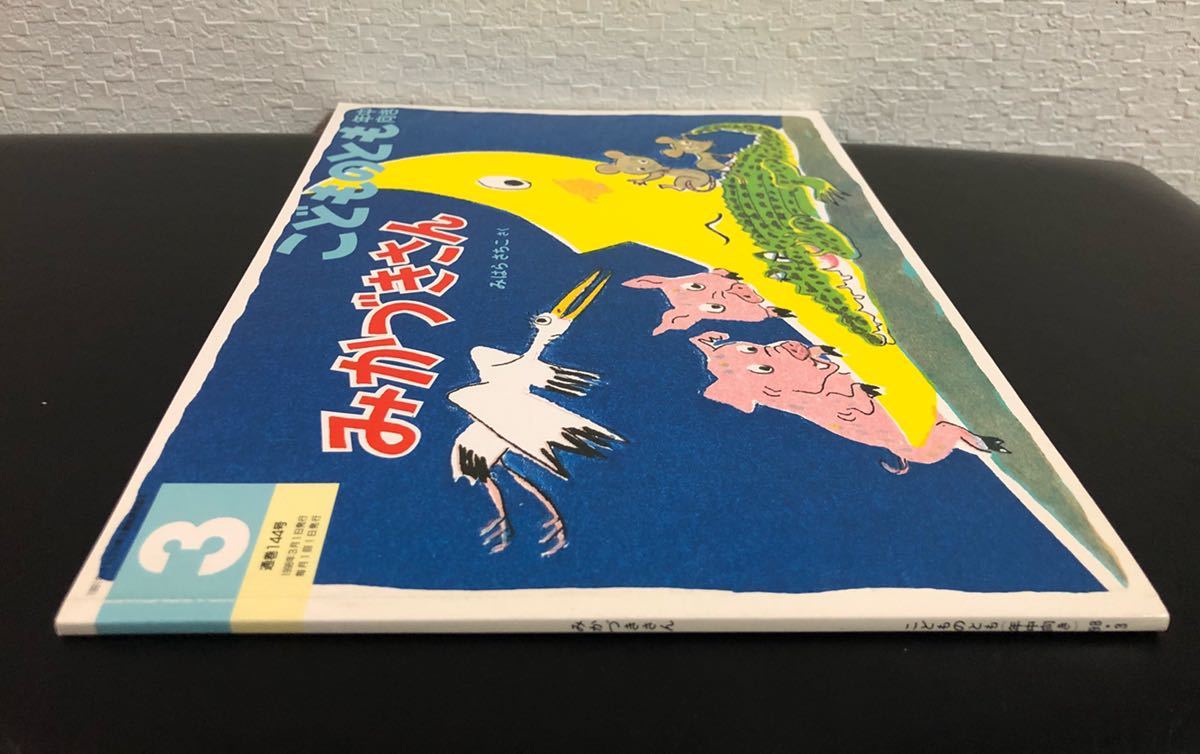 こどものとも
年中
向き
みかづきさん
みはら さちこ さく
3
通巻144号
1998年3月1日発行
毎月1回1日発行
みかづきさん
こどものとも〔年中向き〕98.3